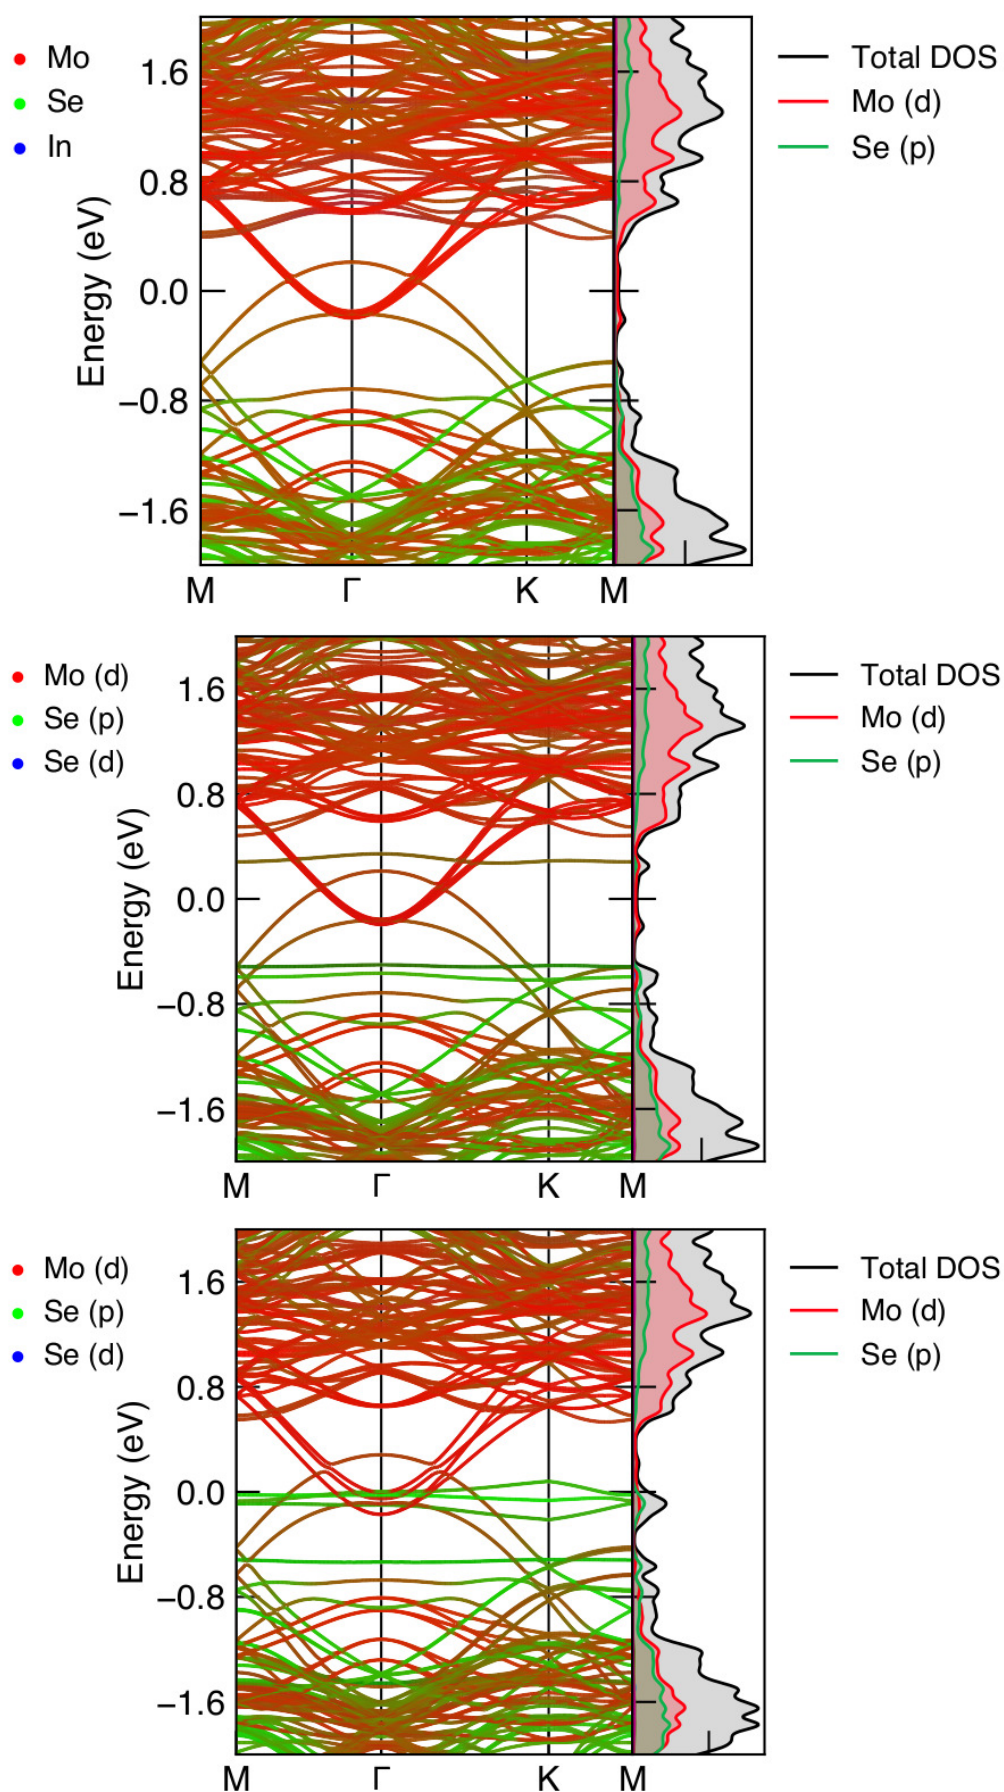 Mo
Se
In
Energy (eV)
1.6
0.8
0.0
−0.8
−1.6
M Γ K M
Total DOS
Mo (d)
Se (p)
Mo (d)
Se (p)
Se (d)
Energy (eV)
1.6
0.8
0.0
−0.8
−1.6
M Γ K M
Total DOS
Mo (d)
Se (p)
Mo (d)
Se (p)
Se (d)
Energy (eV)
1.6
0.8
0.0
−0.8
−1.6
M Γ K M
Total DOS
Mo (d)
Se (p)